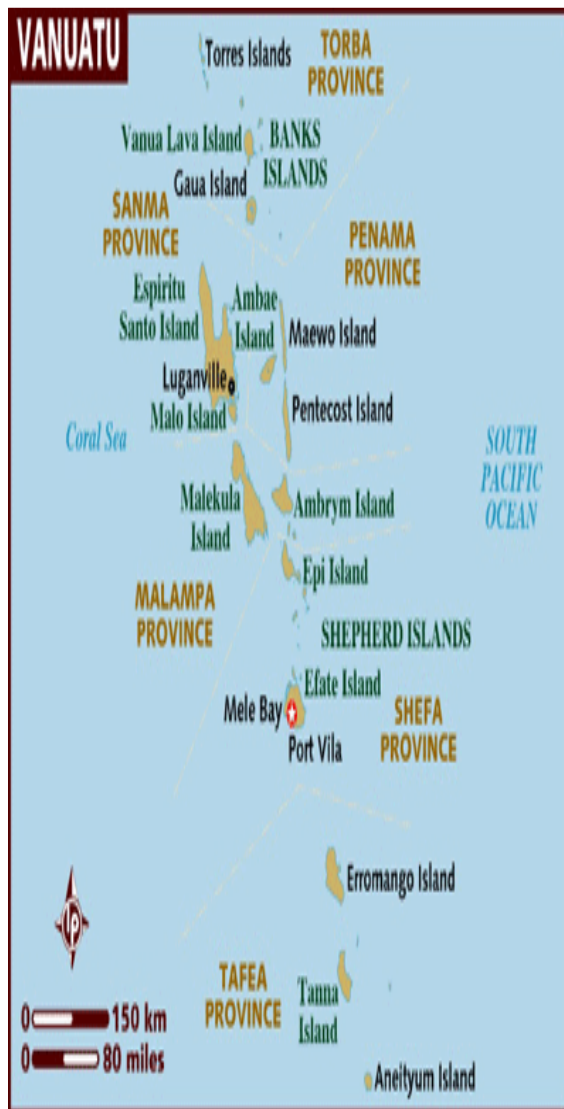 VANUATU
Torres Islands
TORBA
PROVINCE
Vanua Lava Island
BANKS
ISLANDS
Gaua Island
SANMA
PROVINCE
PENAMA
PROVINCE
Espiritu
Santo Island
Ambae
Island
Maewo Island
Luganville
Malo Island
Pentecost Island
Coral Sea
SOUTH
PACIFIC
OCEAN
Malekula
Island
Ambrym Island
Epi Island
MALAMPA
PROVINCE
SHEPHERD ISLANDS
Efate Island
Mele Bay
Port Vila
SHEFA
PROVINCE
Erromango Island
TAFEA
PROVINCE
Tanna
Island
Aneityum Island
LP
0 150 km
0 80 miles